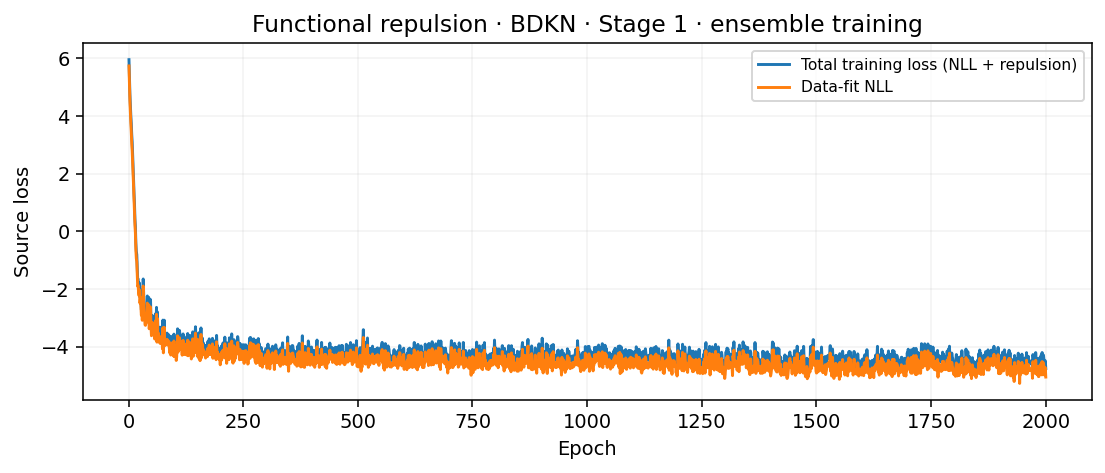 Functional repulsion · BDKN · Stage 1 · ensemble training
Total training loss (NLL + repulsion)
Data-fit NLL
Source loss
6
4
2
0
−2
−4
0 250 500 750 1000 1250 1500 1750 2000
Epoch